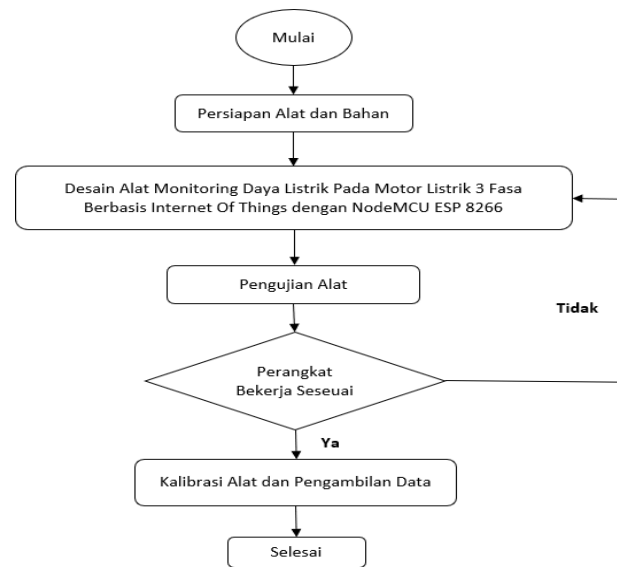 Mulai
Persiapan Alat dan Bahan
Desain Alat Monitoring Daya Listrik Pada Motor Listrik 3 Fasa
Berbasis Internet Of Things dengan NodeMCU ESP 8266
Pengujian Alat
Tidak
Perangkat
Bekerja Seseuai
Ya
Kalibrasi Alat dan Pengambilan Data
Selesai